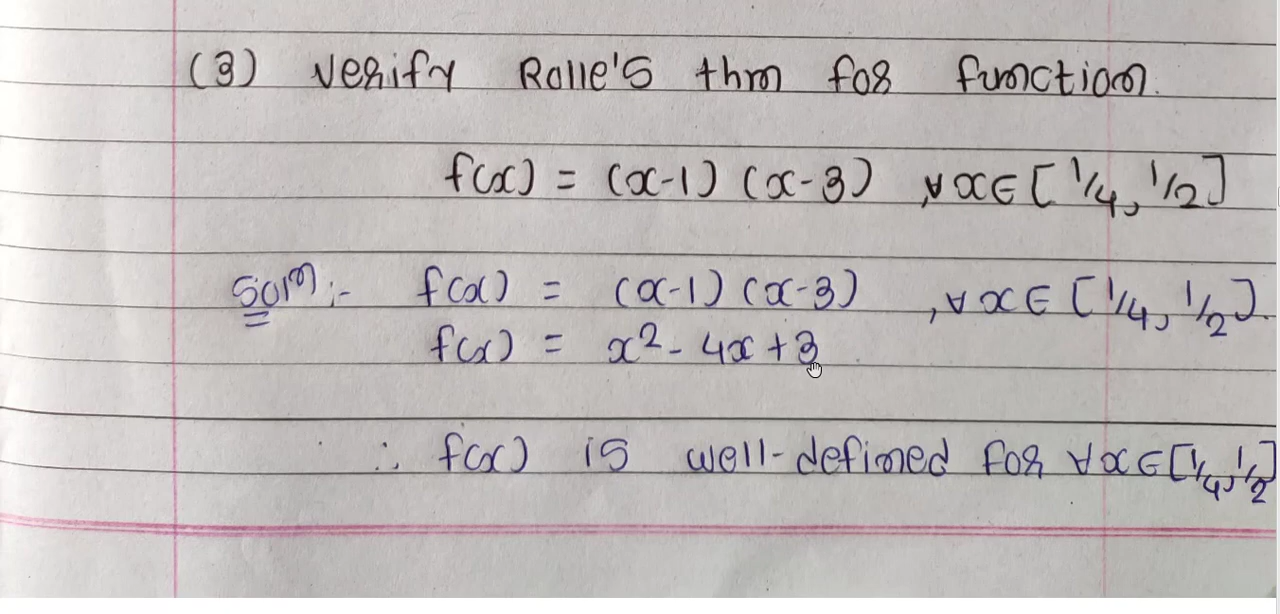 (3) Verify Rolle's thm for function.
f(x) = (x-1) (x-3) , ∀x∈[1/4, 1/2]
Soln:- f(x) = (x-1) (x-3) , ∀x∈[1/4, 1/2].
f(x) = x² - 4x + 3
∴ f(x) is well-defined for ∀x∈[1/4, 1/2]